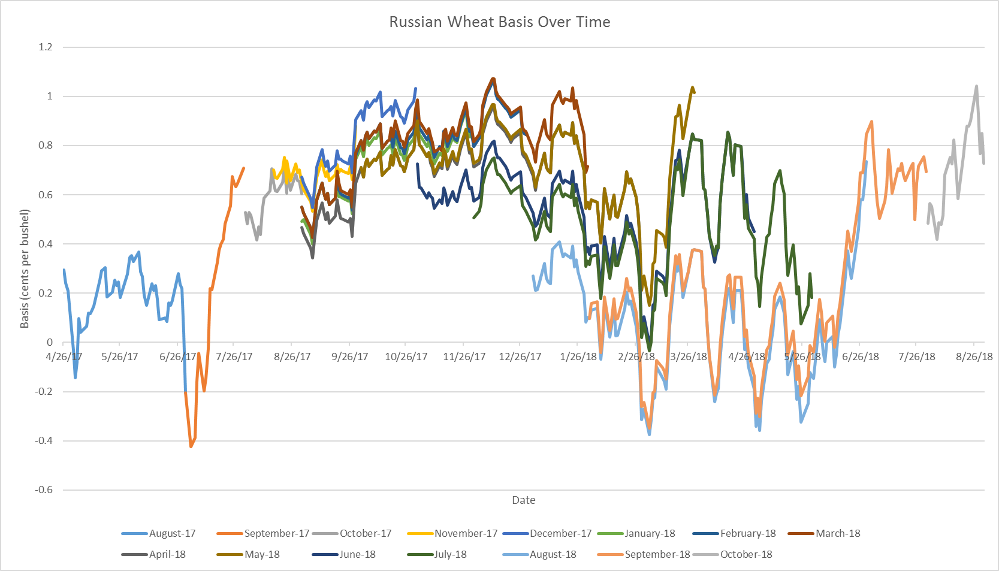 Russian Wheat Basis Over Time
1.2
1
0.8
0.6
0.4
0.2
0
-0.2
-0.4
-0.6
Basis (cents per bushel)
4/26/17 5/26/17 6/26/17 7/26/17 8/26/17 9/26/17 10/26/17 11/26/17 12/26/17 1/26/18 2/26/18 3/26/18 4/26/18 5/26/18 6/26/18 7/26/18 8/26/18
Date
August-17 September-17 October-17 November-17 December-17 January-18 February-18 March-18
April-18 May-18 June-18 July-18 August-18 September-18 October-18